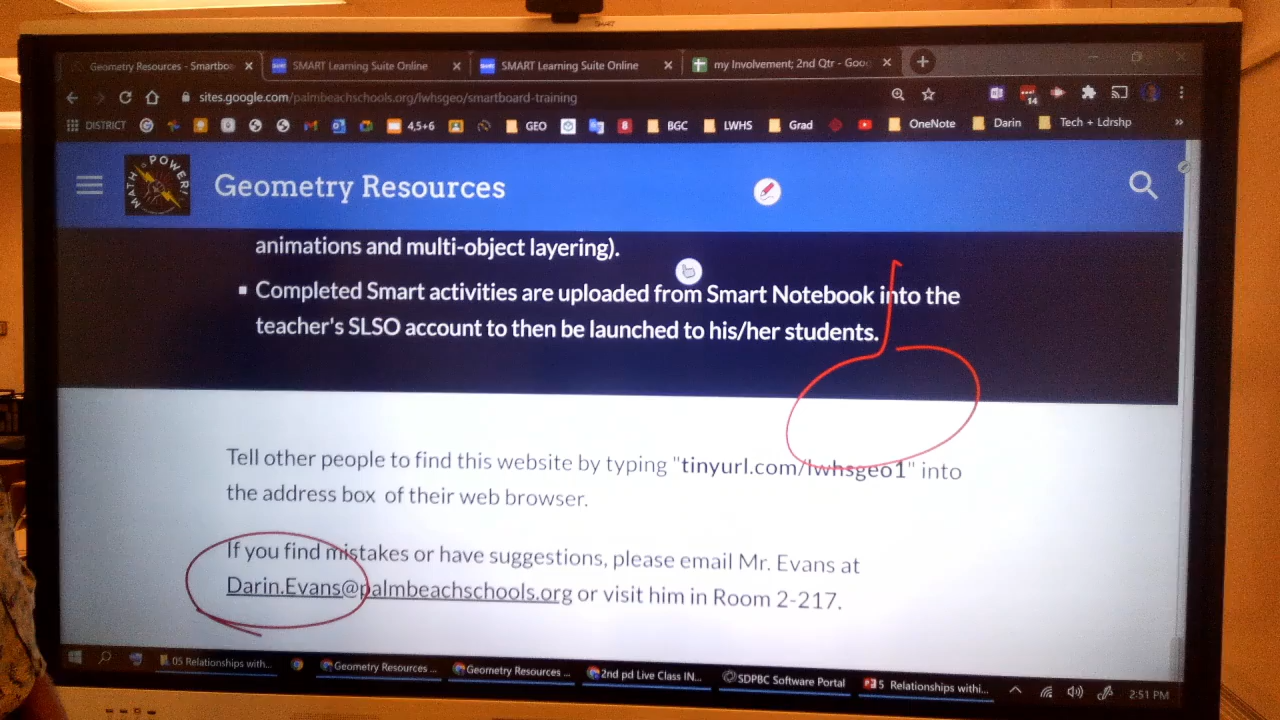 SMART
Geometry Resources - Smartbo
SMART Learning Suite Online
SMART Learning Suite Online
my Involvement; 2nd Qtr - Goo
sites.google.com/palmbeachschools.org/lwhsgeo/smartboard-training
14
DISTRICT
4,5+6
GEO
8
BGC
LWHS
Grad
OneNote
Darin
Tech + Ldrshp
»
MATH is POWER!
Geometry Resources
animations and multi-object layering).
▪ Completed Smart activities are uploaded from Smart Notebook into the
teacher's SLSO account to then be launched to his/her students.
Tell other people to find this website by typing "tinyurl.com/lwhsgeo1" into
the address box of their web browser.
If you find mistakes or have suggestions, please email Mr. Evans at
Darin.Evans@palmbeachschools.org or visit him in Room 2-217.
05 Relationships with...
Geometry Resources ...
Geometry Resources ...
2nd pd Live Class IN...
SDPBC Software Portal
5 Relationships withi...
2:51 PM